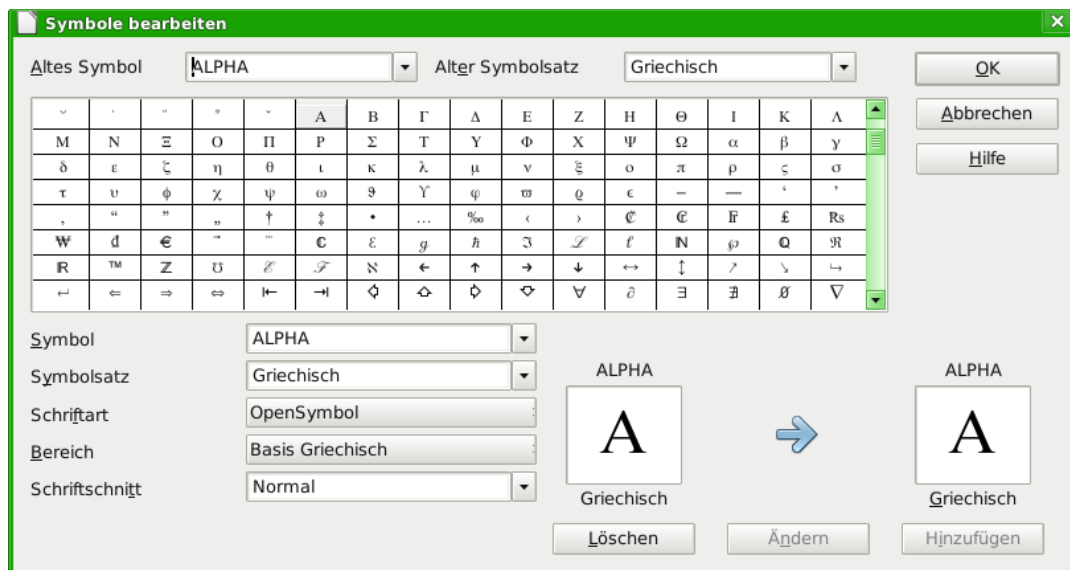 Symbole bearbeiten
Altes Symbol ALPHA Alter Symbolsatz Griechisch OK
Abbrechen
Hilfe
˘ ˙ ¨ ° ˇ Α Β Γ Δ Ε Ζ Η Θ Ι Κ Λ
Μ Ν Ξ Ο Π Ρ Σ Τ Υ Φ Χ Ψ Ω α β γ
δ ε ζ η θ ι κ λ μ ν ξ ο π ρ ς σ
τ υ ϕ χ ψ ω ϑ ϒ φ ϖ ϱ ϵ – — ‘ ’
‚ “ ” „ † ‡ • … ‰ ‹ › ₡ ₢ ₣ £ ₨
₩ đ € ℂ ℰ ℊ ℏ ℑ ℒ ℓ ℕ ℘ ℚ ℜ
ℝ ™ ℤ ℧ ℰ ℱ ℵ ← ↑ → ↓ ↔ ↕ ↗ ↘ ↪
↵ ⇐ ⇒ ⇔ ⇤ ⇥ ⇦ ⇧ ⇨ ⇩ ∀ ∂ ∃ ∄ ∅ ∇
Symbol ALPHA
Symbolsatz Griechisch
Schriftart OpenSymbol
Bereich Basis Griechisch
Schriftschnitt Normal
ALPHA ALPHA
Α Α
Griechisch Griechisch
Löschen Ändern Hinzufügen